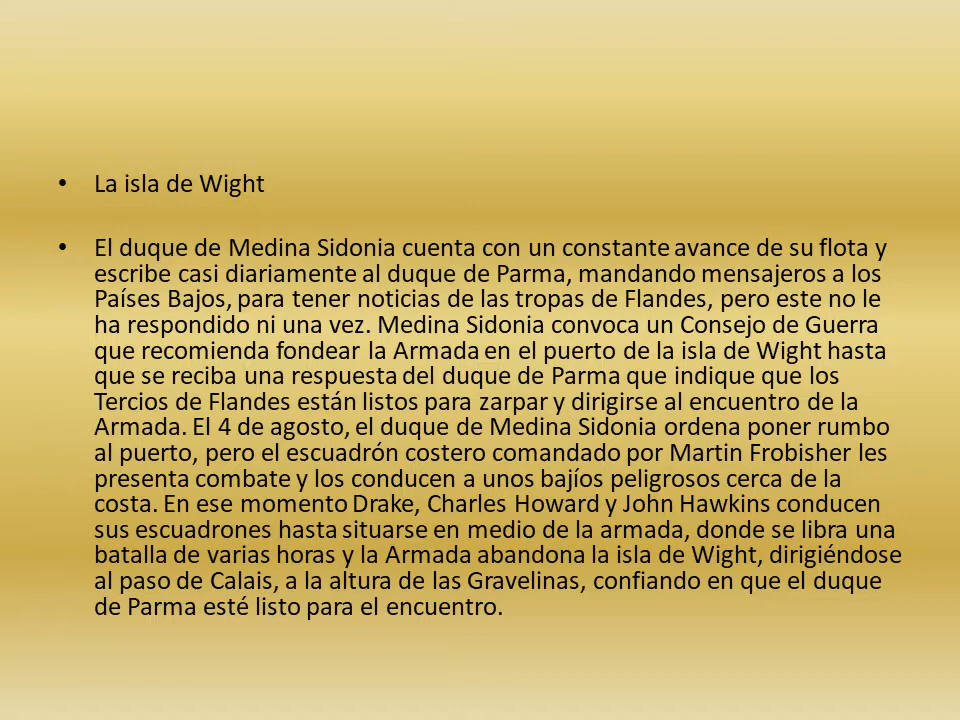 • La isla de Wight
• El duque de Medina Sidonia cuenta con un constante avance de su flota y
escribe casi diariamente al duque de Parma, mandando mensajeros a los
Países Bajos, para tener noticias de las tropas de Flandes, pero este no le
ha respondido ni una vez. Medina Sidonia convoca un Consejo de Guerra
que recomienda fondear la Armada en el puerto de la isla de Wight hasta
que se reciba una respuesta del duque de Parma que indique que los
Tercios de Flandes están listos para zarpar y dirigirse al encuentro de la
Armada. El 4 de agosto, el duque de Medina Sidonia ordena poner rumbo
al puerto, pero el escuadrón costero comandado por Martin Frobisher les
presenta combate y los conducen a unos bajíos peligrosos cerca de la
costa. En ese momento Drake, Charles Howard y John Hawkins conducen
sus escuadrones hasta situarse en medio de la armada, donde se libra una
batalla de varias horas y la Armada abandona la isla de Wight, dirigiéndose
al paso de Calais, a la altura de las Gravelinas, confiando en que el duque
de Parma esté listo para el encuentro.